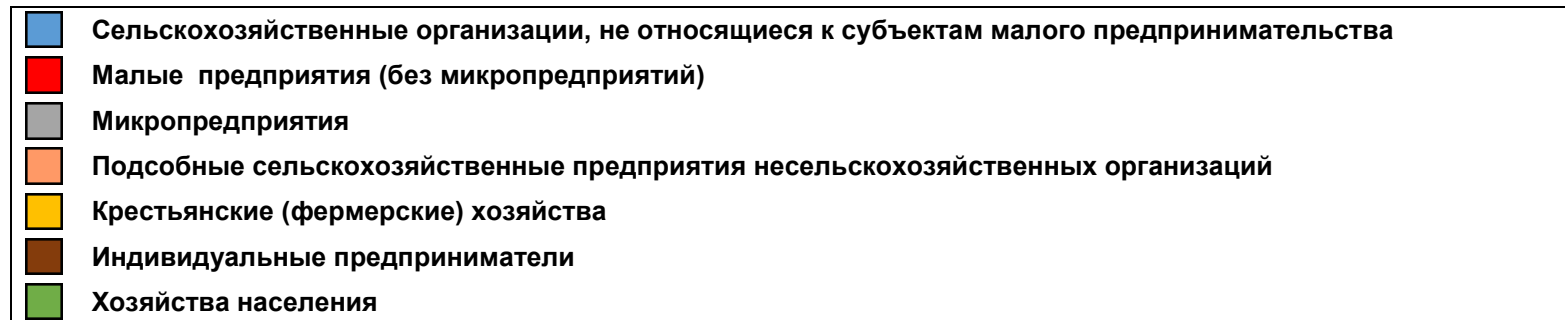 Сельскохозяйственные организации, не относящиеся к субъектам малого предпринимательства
Малые предприятия (без микропредприятий)
Микропредприятия
Подсобные сельскохозяйственные предприятия несельскохозяйственных организаций
Крестьянские (фермерские) хозяйства
Индивидуальные предприниматели
Хозяйства населения